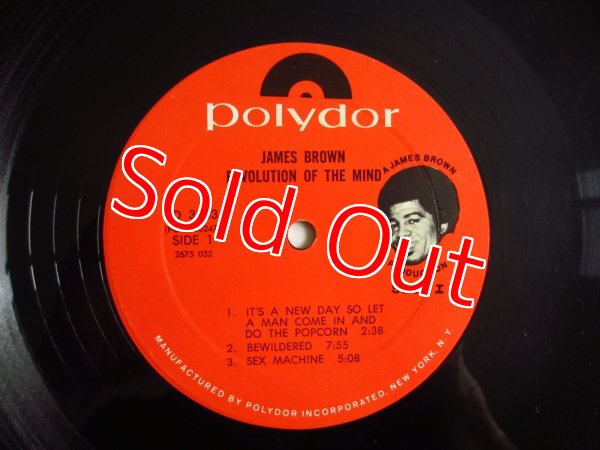 polydor
JAMES BROWN
REVOLUTION OF THE MIND
A JAMES BROWN
SIDE 1
2675 032
Sold Out
1. IT'S A NEW DAY SO LET
A MAN COME IN AND
DO THE POPCORN 2:38
2. BEWILDERED 7:55
3. SEX MACHINE 5:08
MANUFACTURED BY POLYDOR INCORPORATED, NEW YORK, N.Y.